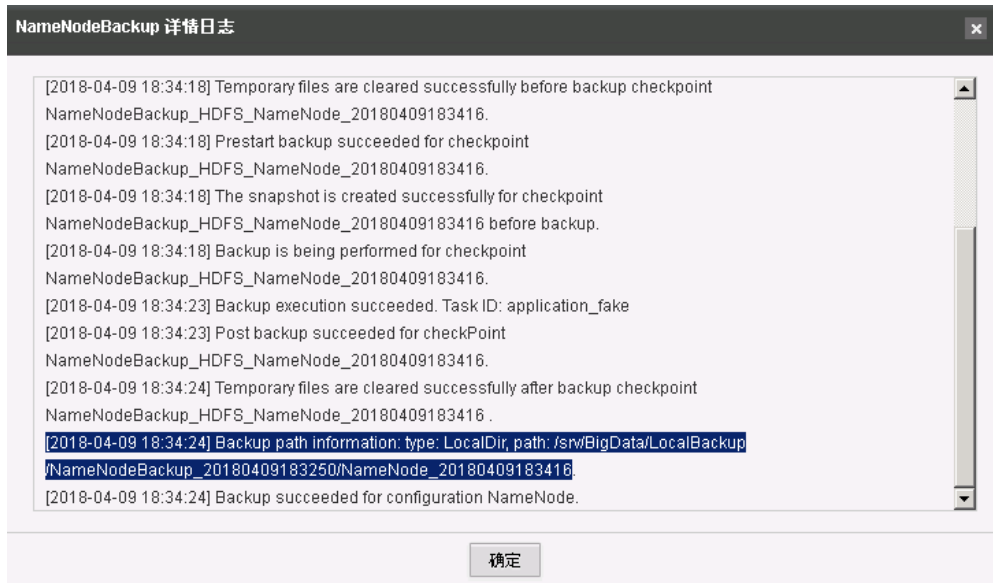 NameNodeBackup 详情日志
[2018-04-09 18:34:18] Temporary files are cleared successfully before backup checkpoint
NameNodeBackup_HDFS_NameNode_20180409183416.
[2018-04-09 18:34:18] Prestart backup succeeded for checkpoint
NameNodeBackup_HDFS_NameNode_20180409183416.
[2018-04-09 18:34:18] The snapshot is created successfully for checkpoint
NameNodeBackup_HDFS_NameNode_20180409183416 before backup.
[2018-04-09 18:34:18] Backup is being performed for checkpoint
NameNodeBackup_HDFS_NameNode_20180409183416.
[2018-04-09 18:34:23] Backup execution succeeded. Task ID: application_fake
[2018-04-09 18:34:23] Post backup succeeded for checkPoint
NameNodeBackup_HDFS_NameNode_20180409183416.
[2018-04-09 18:34:24] Temporary files are cleared successfully after backup checkpoint
NameNodeBackup_HDFS_NameNode_20180409183416 .
[2018-04-09 18:34:24] Backup path information: type: LocalDir, path: /srv/BigData/LocalBackup
/NameNodeBackup_20180409183250/NameNode_20180409183416.
[2018-04-09 18:34:24] Backup succeeded for configuration NameNode.
确定